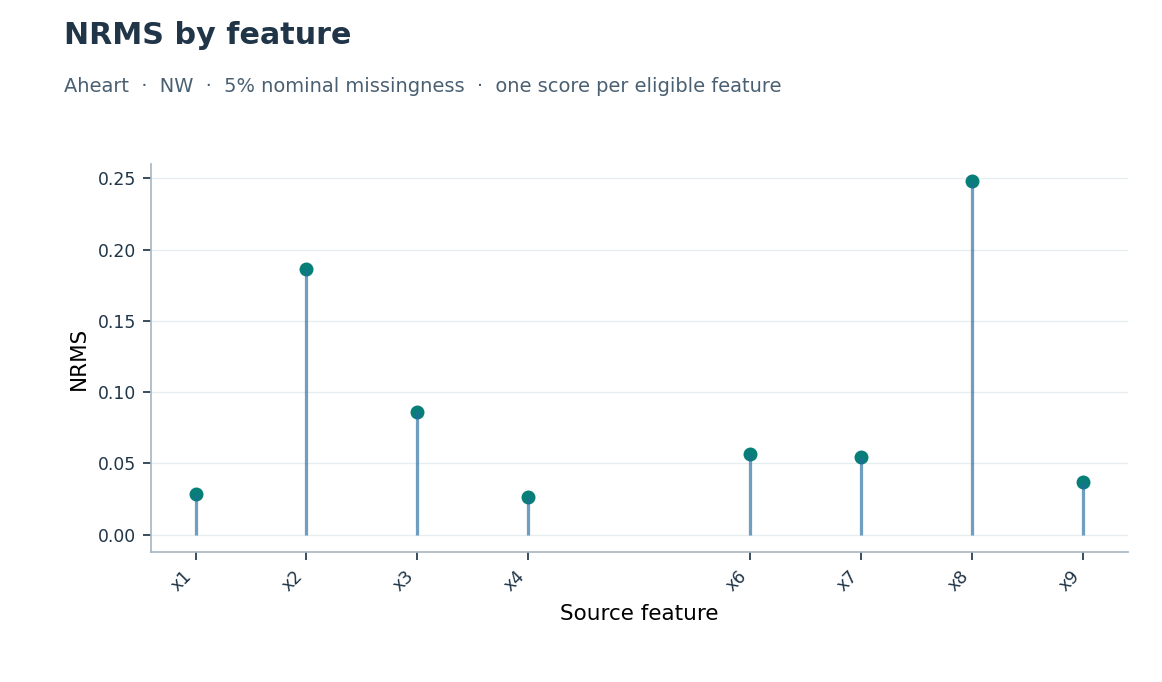 NRMS by feature
Aheart · NW · 5% nominal missingness · one score per eligible feature
NRMS
0.25
0.20
0.15
0.10
0.05
0.00
x1 x2 x3 x4 x6 x7 x8 x9
Source feature